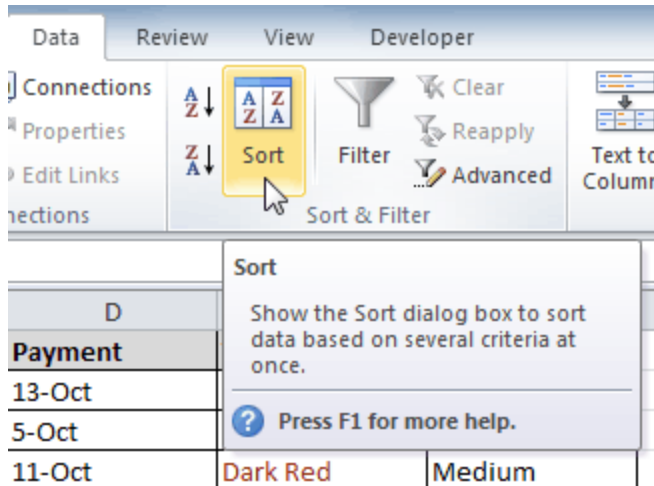 Data Review View Developer
Connections
Properties
Edit Links
A Z
Z A
A Z
Z A
Sort
Filter
Clear
Reapply
Advanced
Text to
Sort & Filter
Sort
Show the Sort dialog box to sort
data based on several criteria at
once.
? Press F1 for more help.
D
Payment
13-Oct
5-Oct
11-Oct Dark Red Medium